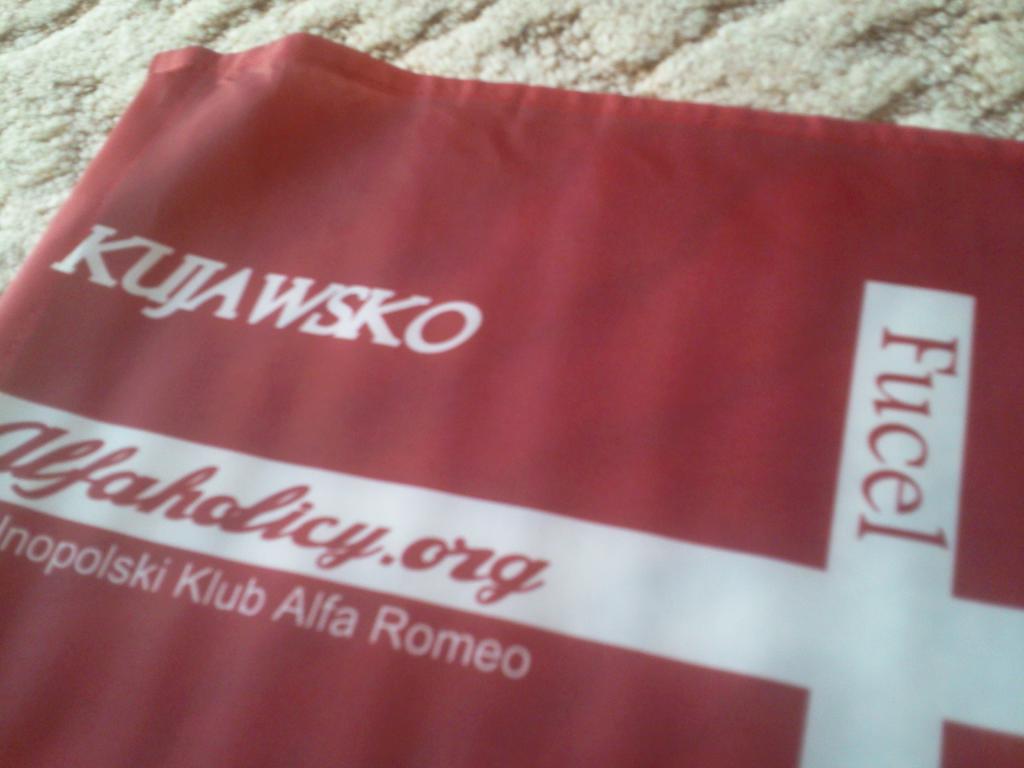 KUJAWSKO
Fucel
Alfaholicy.org
lnopolski Klub Alfa Romeo